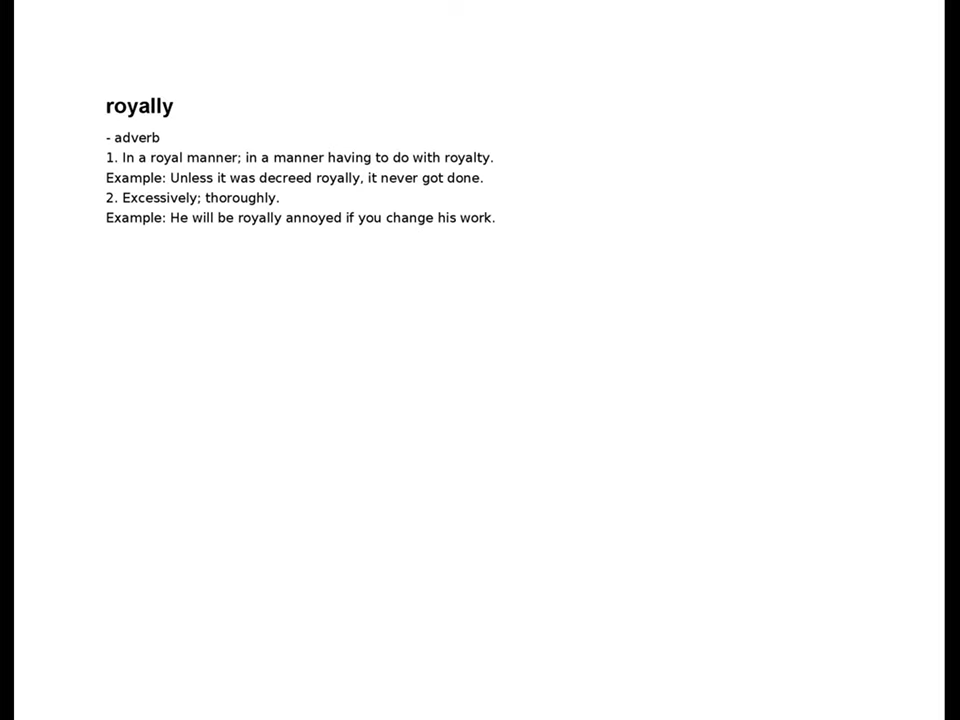 royally
- adverb
1. In a royal manner; in a manner having to do with royalty.
Example: Unless it was decreed royally, it never got done.
2. Excessively; thoroughly.
Example: He will be royally annoyed if you change his work.